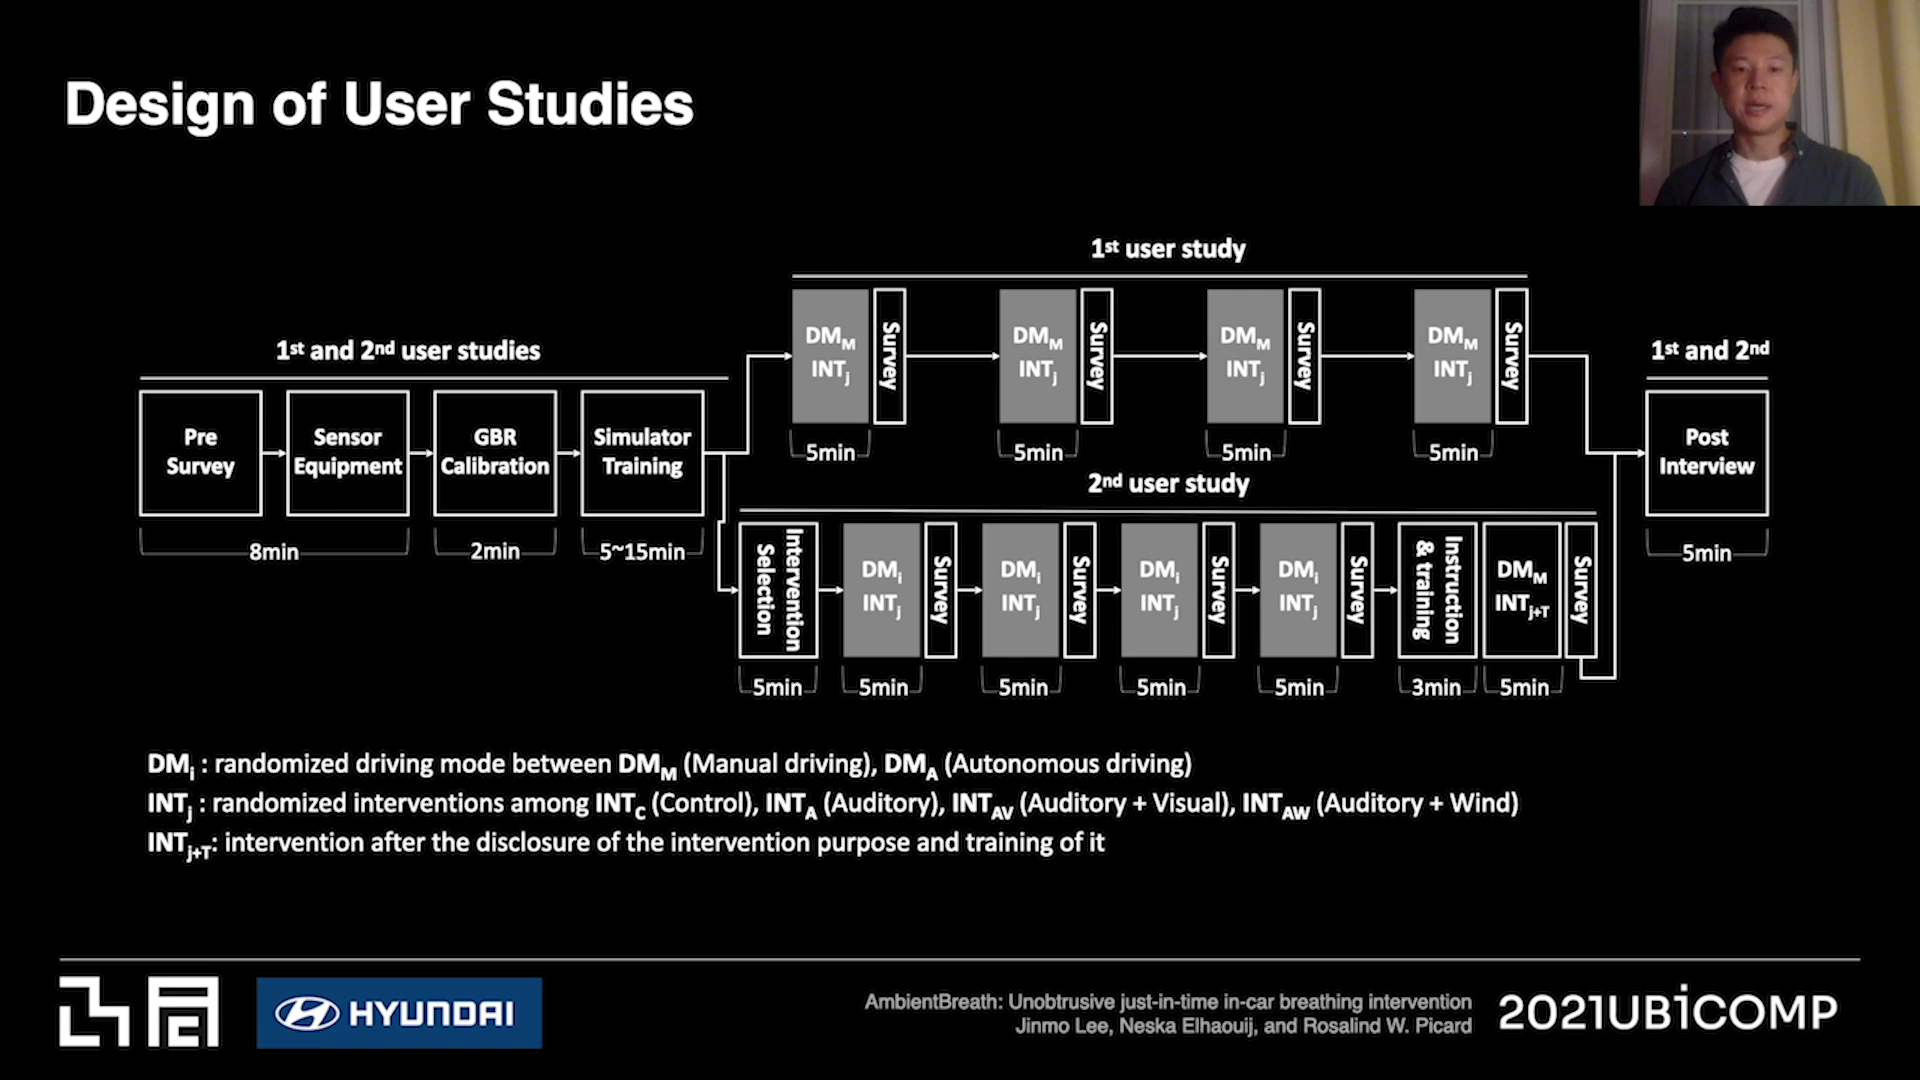 Design of User Studies
1st user study
1st and 2nd user studies
1st and 2nd
DMM
INTj
Survey
DMM
INTj
Survey
DMM
INTj
Survey
DMM
INTj
Survey
5min
5min
5min
5min
Pre
Survey
Sensor
Equipment
GBR
Calibration
Simulator
Training
Post
Interview
8min
2min
5~15min
5min
2nd user study
Intervention
Selection
DMi
INTj
Survey
DMi
INTj
Survey
DMi
INTj
Survey
DMi
INTj
Survey
Instruction
& training
DMM
INTj+T
Survey
5min
5min
5min
5min
5min
3min
5min
DMi : randomized driving mode between DMM (Manual driving), DMA (Autonomous driving)
INTj : randomized interventions among INTC (Control), INTA (Auditory), INTAV (Auditory + Visual), INTAW (Auditory + Wind)
INTj+T: intervention after the disclosure of the intervention purpose and training of it
HYUNDAI
AmbientBreath: Unobtrusive just-in-time in-car breathing intervention
Jinmo Lee, Neska Elhaouij, and Rosalind W. Picard
2021UBICOMP